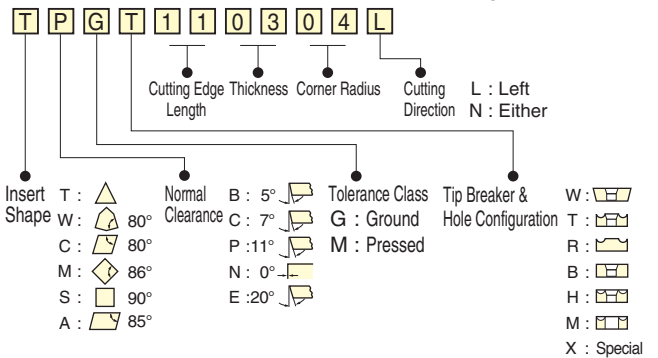 T P G T 1 1 0 3 0 4 L
Cutting Edge Length
Thickness
Corner Radius
Cutting Direction
L : Left
N : Either
Insert Shape
T :
W : 80°
C : 80°
M : 86°
S : 90°
A : 85°
Normal Clearance
B : 5°
C : 7°
P :11°
N : 0°
E :20°
Tolerance Class
G : Ground
M : Pressed
Tip Breaker &
Hole Configuration
W :
T :
R :
B :
H :
M :
X : Special